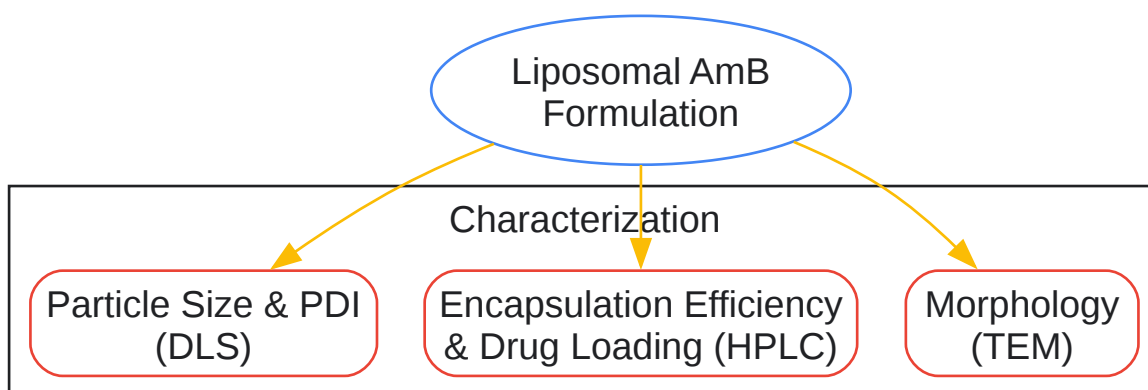 Liposomal AmB
Formulation
Characterization
Particle Size & PDI
(DLS)
Encapsulation Efficiency
& Drug Loading (HPLC)
Morphology
(TEM)